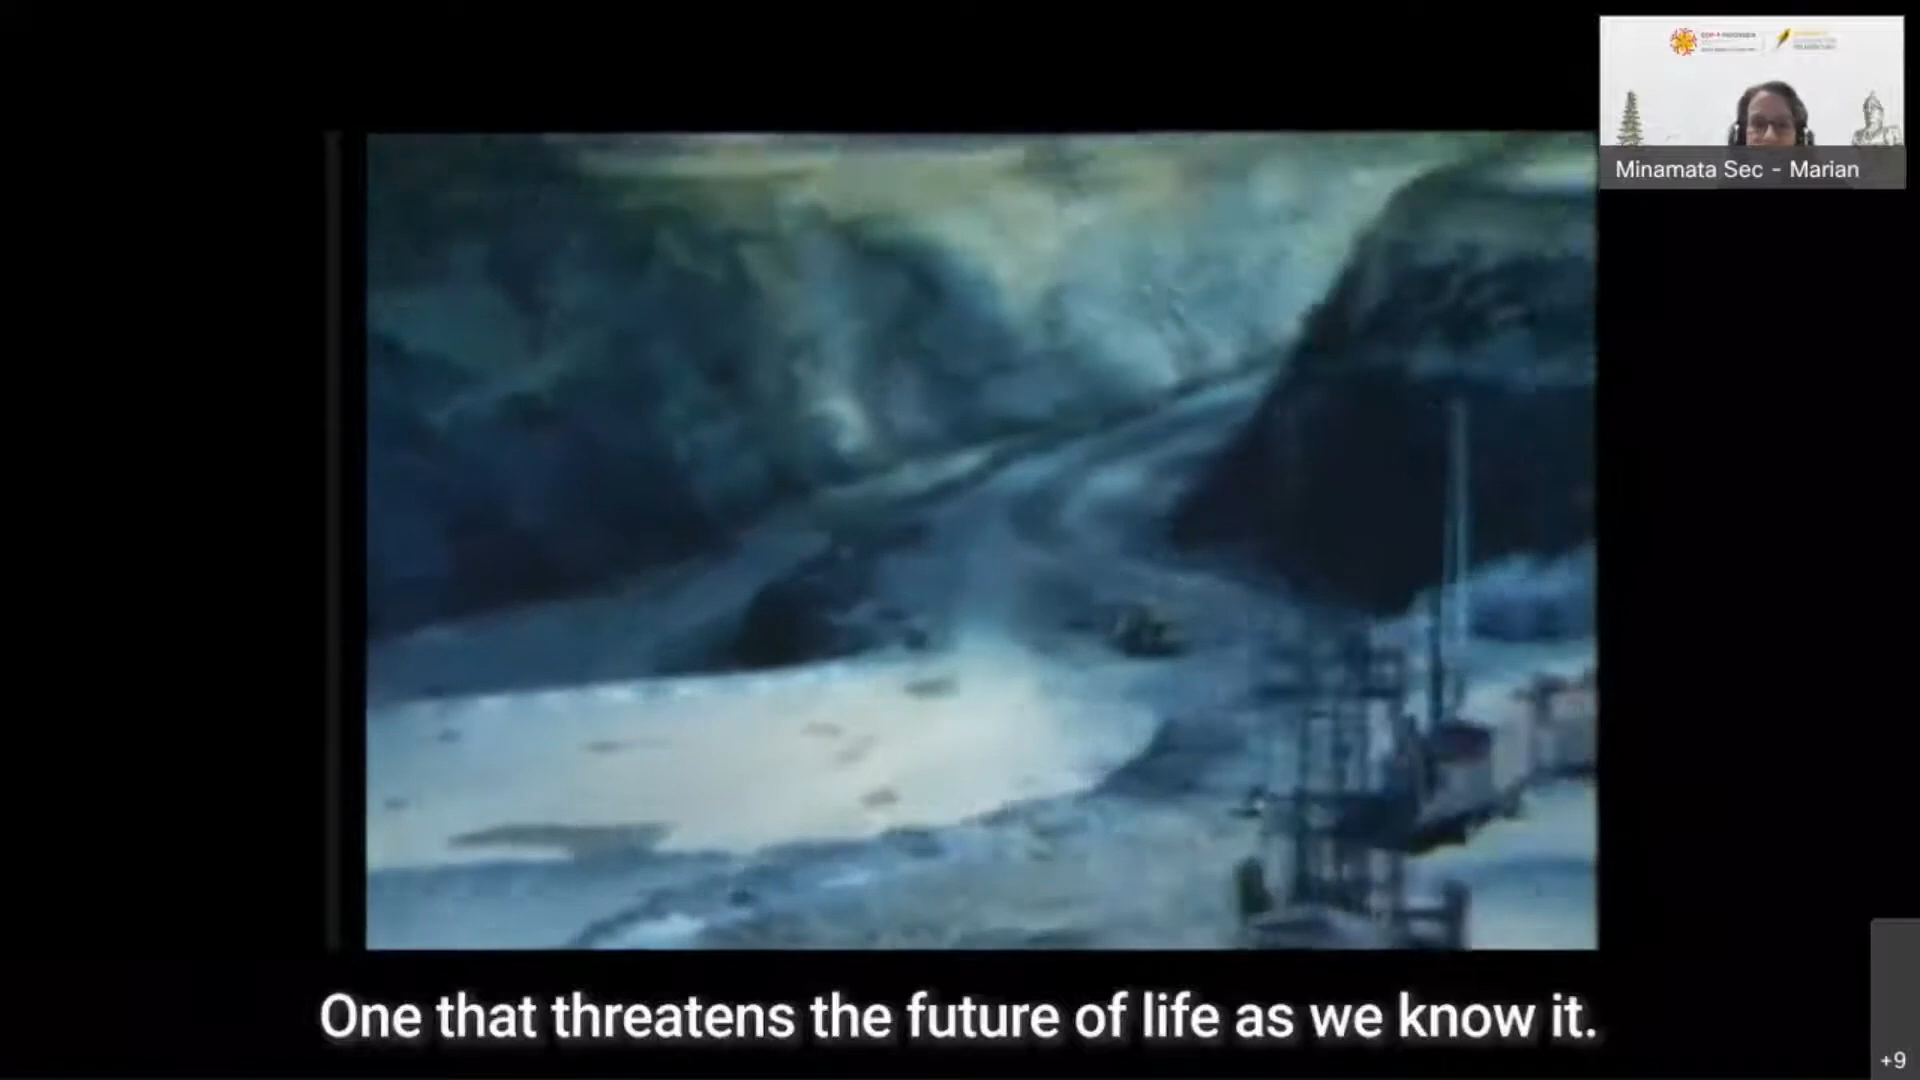 Minamata Sec - Marian
One that threatens the future of life as we know it.
+9